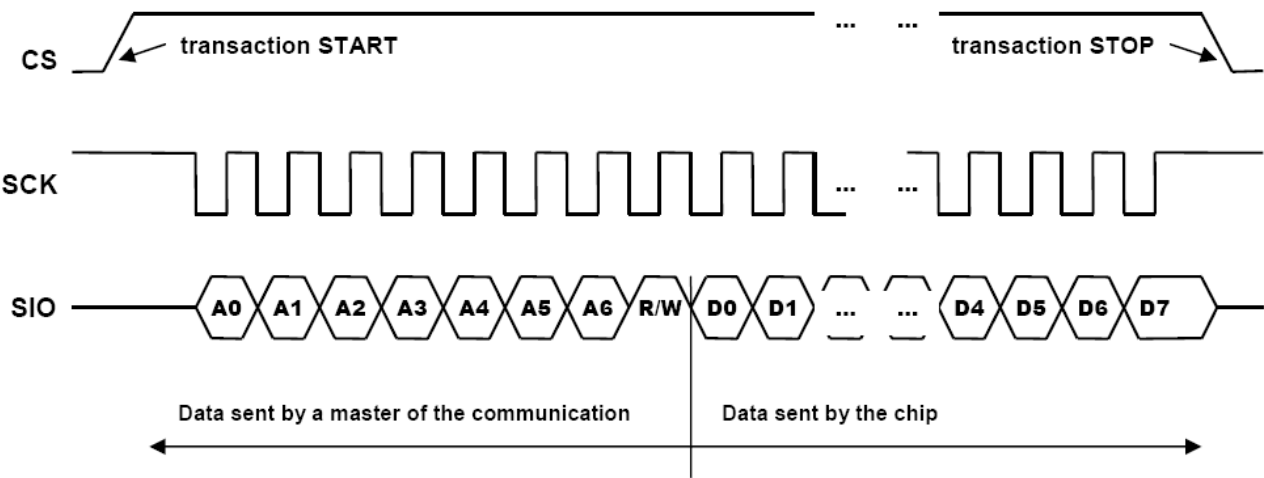 ... ...
CS transaction START transaction STOP
SCK ... ...
SIO A0 A1 A2 A3 A4 A5 A6 R/W D0 D1 ... ... D4 D5 D6 D7
Data sent by a master of the communication Data sent by the chip